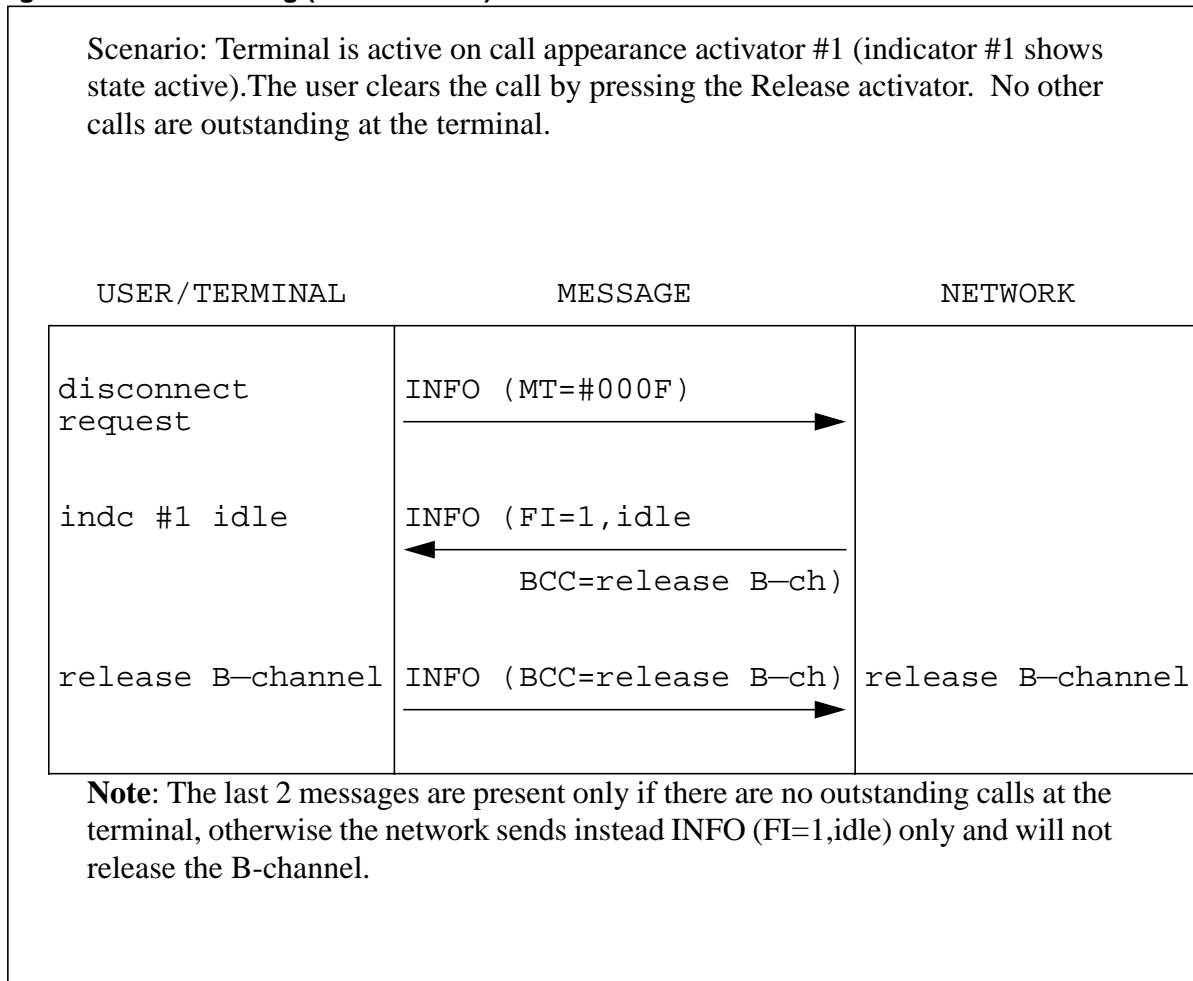 Scenario: Terminal is active on call appearance activator #1 (indicator #1 shows
state active).The user clears the call by pressing the Release activator.  No other
calls are outstanding at the terminal.
USER/TERMINAL MESSAGE NETWORK
disconnect INFO (MT=#000F)
request
indc #1 idle INFO (FI=1,idle
BCC=release B—ch)
release B—channel INFO (BCC=release B—ch) release B—channel
Note: The last 2 messages are present only if there are no outstanding calls at the
terminal, otherwise the network sends instead INFO (FI=1,idle) only and will not
release the B-channel.